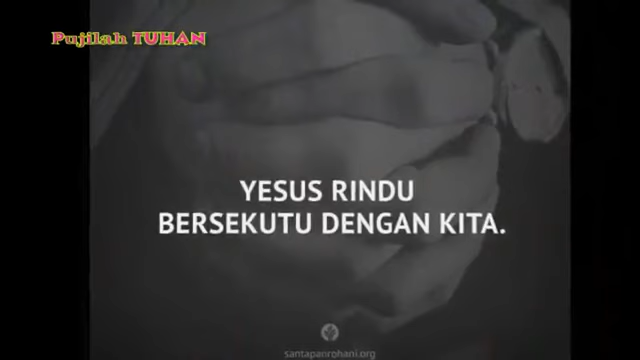 Pujilah TUHAN
YESUS RINDU
BERSEKUTU DENGAN KITA.
santapanrohani.org